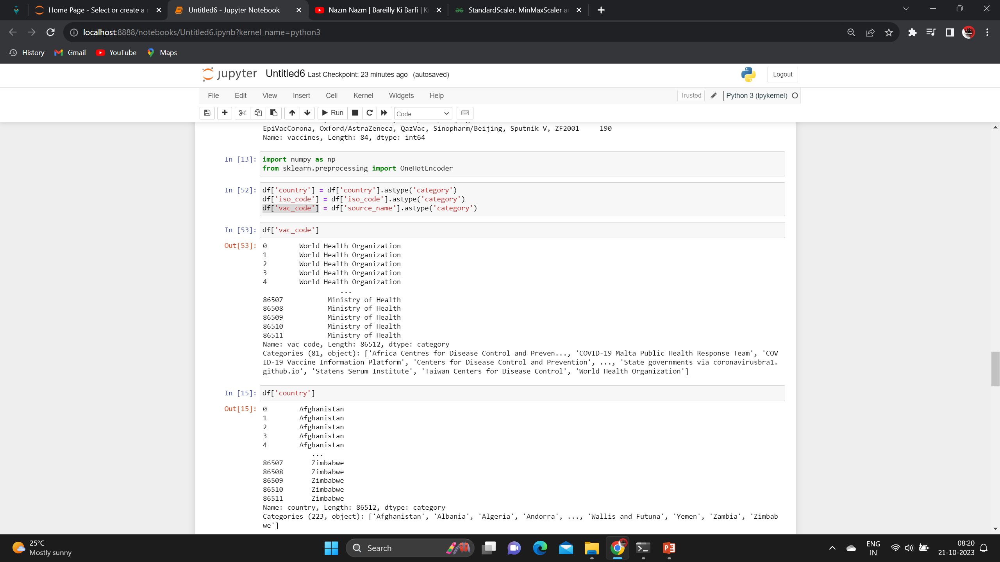 Home Page - Select or create a n
Untitled6 - Jupyter Notebook
Nazm Nazm | Bareilly Ki Barfi | K
StandardScaler, MinMaxScaler a
localhost:8888/notebooks/Untitled6.ipynb?kernel_name=python3
History
Gmail
YouTube
Maps
jupyter Untitled6 Last Checkpoint: 23 minutes ago (autosaved)
Logout
File Edit View Insert Cell Kernel Widgets Help
Trusted
Python 3 (ipykernel)
Run
Code
EpiVacCorona, Oxford/AstraZeneca, QazVac, Sinopharm/Beijing, Sputnik V, ZF2001 190
Name: vaccines, Length: 84, dtype: int64
In [13]: import numpy as np
from sklearn.preprocessing import OneHotEncoder
In [52]: df['country'] = df['country'].astype('category')
df['iso_code'] = df['iso_code'].astype('category')
df['vac_code'] = df['source_name'].astype('category')
In [53]: df['vac_code']
Out[53]: 0 World Health Organization
1 World Health Organization
2 World Health Organization
3 World Health Organization
4 World Health Organization
...
86507 Ministry of Health
86508 Ministry of Health
86509 Ministry of Health
86510 Ministry of Health
86511 Ministry of Health
Name: vac_code, Length: 86512, dtype: category
Categories (81, object): ['Africa Centres for Disease Control and Preven..., 'COVID-19 Malta Public Health Response Team', 'COV
ID-19 Vaccine Information Platform', 'Centers for Disease Control and Prevention', ..., 'State governments via coronavirusbra1.
github.io', 'Statens Serum Institute', 'Taiwan Centers for Disease Control', 'World Health Organization']
In [15]: df['country']
Out[15]: 0 Afghanistan
1 Afghanistan
2 Afghanistan
3 Afghanistan
4 Afghanistan
...
86507 Zimbabwe
86508 Zimbabwe
86509 Zimbabwe
86510 Zimbabwe
86511 Zimbabwe
Name: country, Length: 86512, dtype: category
Categories (223, object): ['Afghanistan', 'Albania', 'Algeria', 'Andorra', ..., 'Wallis and Futuna', 'Yemen', 'Zambia', 'Zimbab
we']
25°C
Mostly sunny
Search
ENG
IN
08:20
21-10-2023